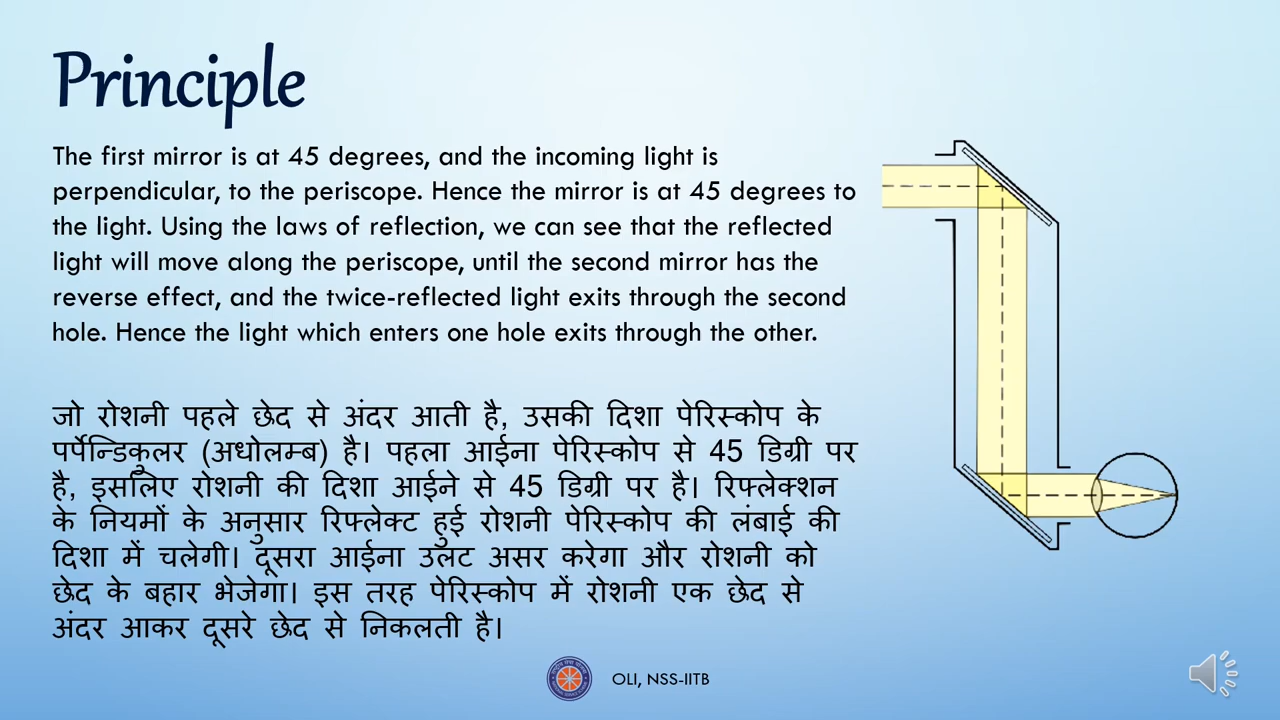 Principle
The first mirror is at 45 degrees, and the incoming light is
perpendicular, to the periscope. Hence the mirror is at 45 degrees to
the light. Using the laws of reflection, we can see that the reflected
light will move along the periscope, until the second mirror has the
reverse effect, and the twice-reflected light exits through the second
hole. Hence the light which enters one hole exits through the other.
जो रोशनी पहले छेद से अंदर आती है, उसकी दिशा पेरिस्कोप के
पर्पेन्डिकुलर (अधोलम्ब) है। पहला आईना पेरिस्कोप से 45 डिग्री पर
है, इसलिए रोशनी की दिशा आईने से 45 डिग्री पर है। रिफ्लेक्शन
के नियमों के अनुसार रिफ्लेक्ट हुई रोशनी पेरिस्कोप की लंबाई की
दिशा में चलेगी। दूसरा आईना उलट असर करेगा और रोशनी को
छेद के बहार भेजेगा। इस तरह पेरिस्कोप में रोशनी एक छेद से
अंदर आकर दूसरे छेद से निकलती है।
OLI, NSS-IITB